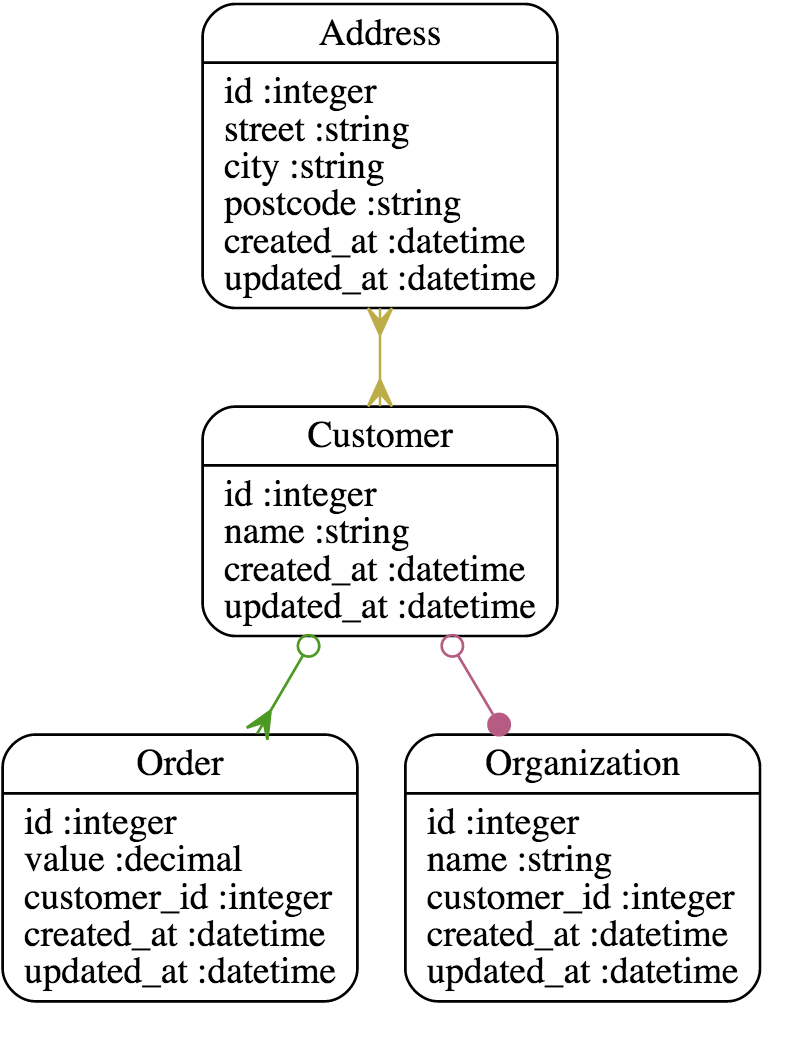 Address
id :integer
street :string
city :string
postcode :string
created_at :datetime
updated_at :datetime
Customer
id :integer
name :string
created_at :datetime
updated_at :datetime
Order
id :integer
value :decimal
customer_id :integer
created_at :datetime
updated_at :datetime
Organization
id :integer
name :string
customer_id :integer
created_at :datetime
updated_at :datetime